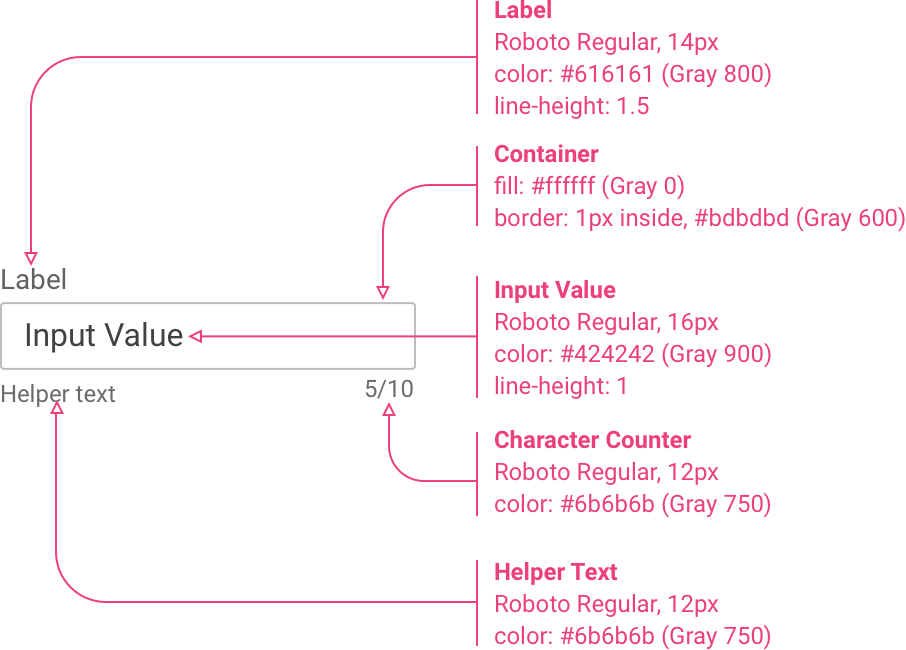 Label
Roboto Regular, 14px
color: #616161 (Gray 800)
line-height: 1.5
Container
fill: #ffffff (Gray 0)
border: 1px inside, #bdbdbd (Gray 600)
Label
Input Value
Input Value
Roboto Regular, 16px
color: #424242 (Gray 900)
line-height: 1
Helper text
5/10
Character Counter
Roboto Regular, 12px
color: #6b6b6b (Gray 750)
Helper Text
Roboto Regular, 12px
color: #6b6b6b (Gray 750)